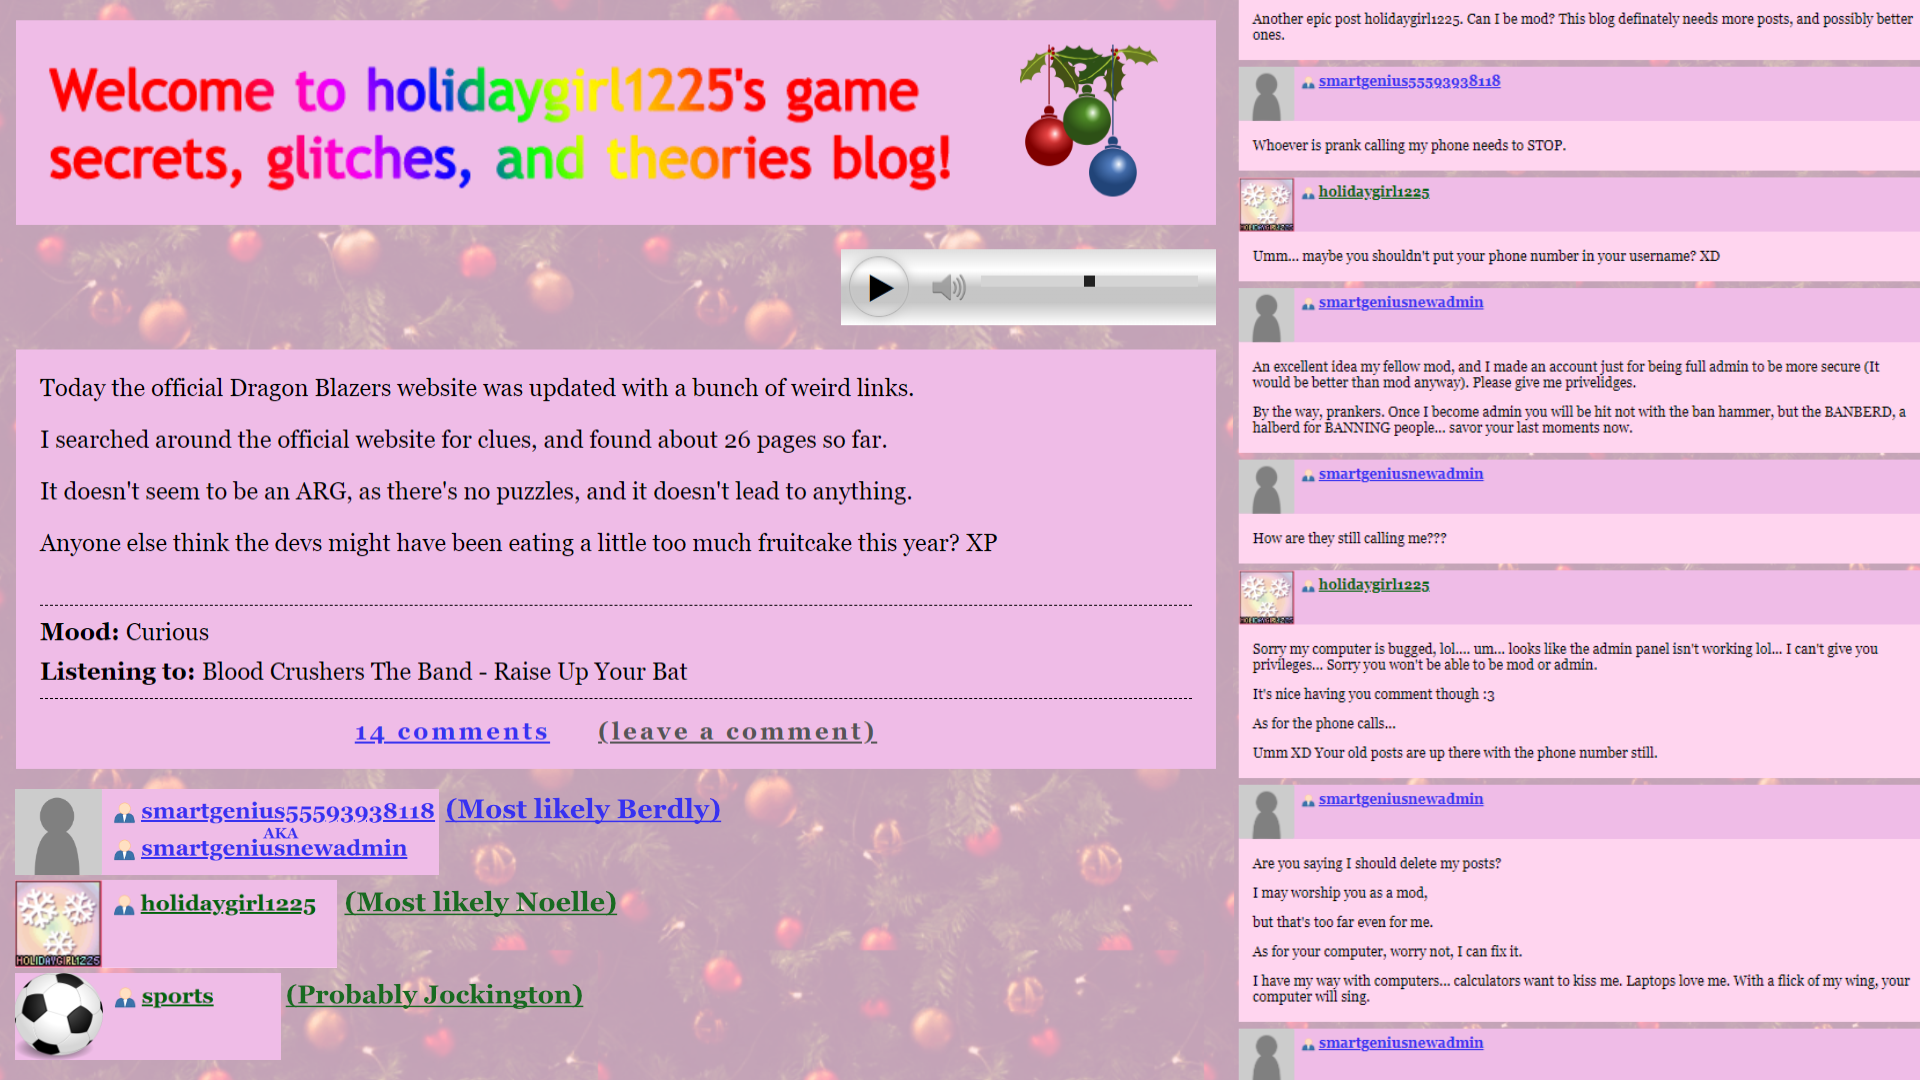 Welcome to holidaygirl1225's game
secrets, glitches, and theories blog!
Today the official Dragon Blazers website was updated with a bunch of weird links.
I searched around the official website for clues, and found about 26 pages so far.
It doesn't seem to be an ARG, as there's no puzzles, and it doesn't lead to anything.
Anyone else think the devs might have been eating a little too much fruitcake this year? XP
Mood: Curious
Listening to: Blood Crushers The Band - Raise Up Your Bat
14 comments (leave a comment)
smartgenius55593938118 (Most likely Berdly)
AKA
smartgeniusnewadmin
holidaygirl1225 (Most likely Noelle)
HOLIDAYGIRL1225
sports (Probably Jockington)
Another epic post holidaygirl1225. Can I be mod? This blog definately needs more posts, and possibly better
ones.
smartgenius55593938118
Whoever is prank calling my phone needs to STOP.
holidaygirl1225
HOLIDAYGIRL1225
Umm... maybe you shouldn't put your phone number in your username? XD
smartgeniusnewadmin
An excellent idea my fellow mod, and I made an account just for being full admin to be more secure (It
would be better than mod anyway). Please give me privelidges.
By the way, prankers. Once I become admin you will be hit not with the ban hammer, but the BANBERD, a
halberd for BANNING people... savor your last moments now.
smartgeniusnewadmin
How are they still calling me???
holidaygirl1225
HOLIDAYGIRL1225
Sorry my computer is bugged, lol.... um... looks like the admin panel isn't working lol... I can't give you
privileges... Sorry you won't be able to be mod or admin.
It's nice having you comment though :3
As for the phone calls...
Umm XD Your old posts are up there with the phone number still.
smartgeniusnewadmin
Are you saying I should delete my posts?
I may worship you as a mod,
but that's too far even for me.
As for your computer, worry not, I can fix it.
I have my way with computers... calculators want to kiss me. Laptops love me. With a flick of my wing, your
computer will sing.
smartgeniusnewadmin